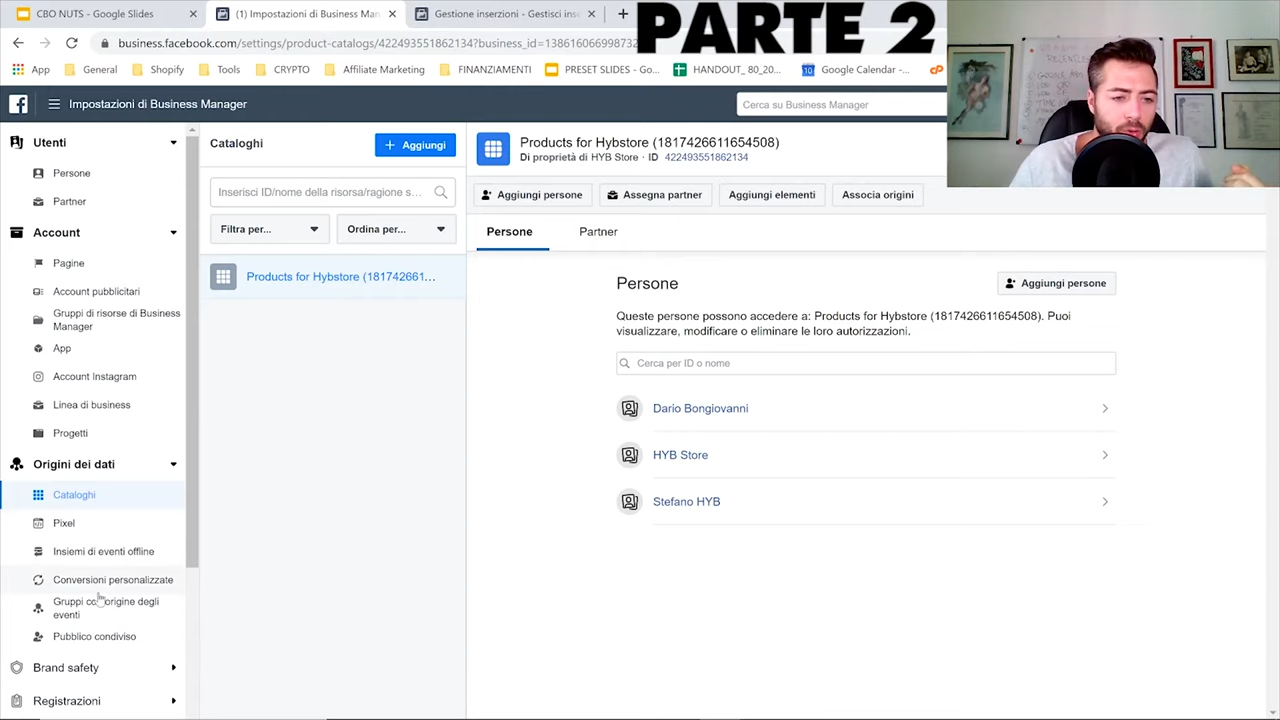 CBO NUTS - Google Slides
(1) Impostazioni di Business Man
Gestione inserzioni - Gestisci inse
PARTE 2
business.facebook.com/settings/product-catalogs/422493551862134?business_id=13861606699873
App
General
Shopify
Tools
CRYPTO
Affiliate Marketing
FINANZIAMENTI
PRESET SLIDES - Go...
HANDOUT_ 80_20...
Google Calendar -...
Impostazioni di Business Manager
Cerca su Business Manager
Utenti
Persone
Partner
Account
Pagine
Account pubblicitari
Gruppi di risorse di Business
Manager
App
Account Instagram
Linea di business
Progetti
Origini dei dati
Cataloghi
Pixel
Insiemi di eventi offline
Conversioni personalizzate
Gruppi con origine degli
eventi
Pubblico condiviso
Brand safety
Registrazioni
Cataloghi
+ Aggiungi
Inserisci ID/nome della risorsa/ragione s...
Filtra per...
Ordina per...
Products for Hybstore (181742661...
Products for Hybstore (1817426611654508)
Di proprietà di HYB Store · ID 422493551862134
Aggiungi persone
Assegna partner
Aggiungi elementi
Associa origini
Persone
Partner
Persone
Aggiungi persone
Queste persone possono accedere a: Products for Hybstore (1817426611654508). Puoi
visualizzare, modificare o eliminare le loro autorizzazioni.
Cerca per ID o nome
Dario Bongiovanni
HYB Store
Stefano HYB